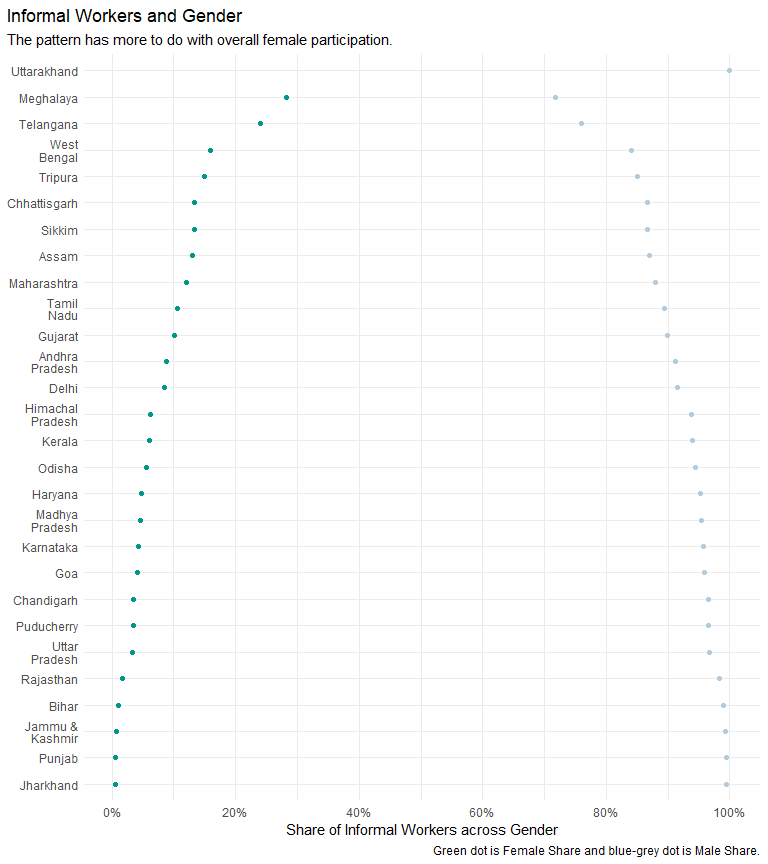 Informal Workers and Gender
The pattern has more to do with overall female participation.
Uttarakhand
Meghalaya
Telangana
West
Bengal
Tripura
Chhattisgarh
Sikkim
Assam
Maharashtra
Tamil
Nadu
Gujarat
Andhra
Pradesh
Delhi
Himachal
Pradesh
Kerala
Odisha
Haryana
Madhya
Pradesh
Karnataka
Goa
Chandigarh
Puducherry
Uttar
Pradesh
Rajasthan
Bihar
Jammu &
Kashmir
Punjab
Jharkhand
0% 20% 40% 60% 80% 100%
Share of Informal Workers across Gender
Green dot is Female Share and blue-grey dot is Male Share.